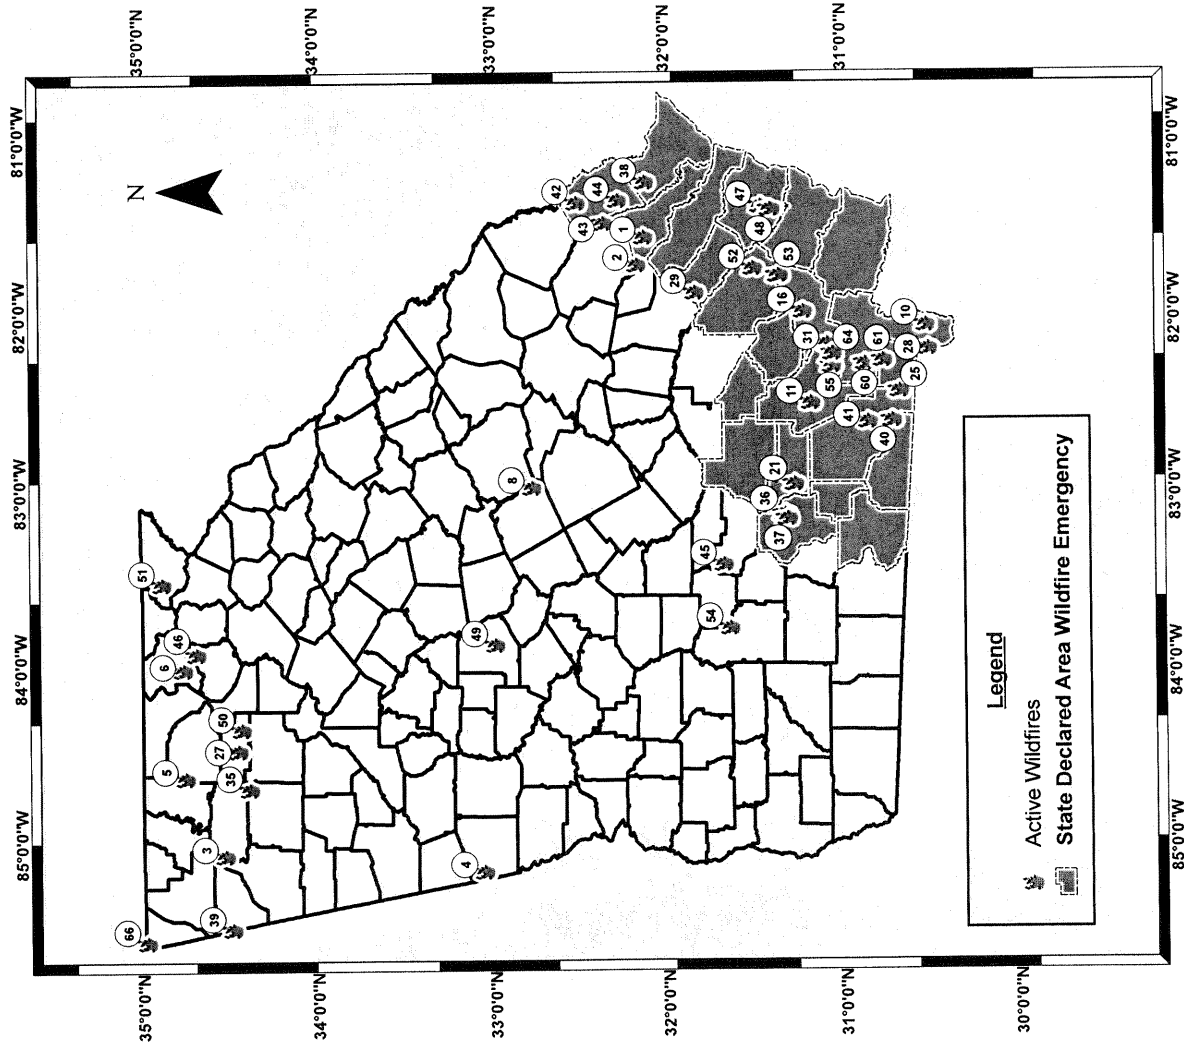 35°0'0"N
34°0'0"N
33°0'0"N
32°0'0"N
31°0'0"N
81°0'0"W
82°0'0"W
83°0'0"W
84°0'0"W
85°0'0"W
N
42
44
38
43
1
2
29
47
48
52
53
16
31
64
61
10
28
25
60
55
11
41
40
21
36
37
8
45
54
51
46
6
49
50
27
35
5
3
4
39
66
Legend
Active Wildfires
State Declared Area Wildfire Emergency
81°0'0"W
82°0'0"W
83°0'0"W
84°0'0"W
85°0'0"W
35°0'0"N
34°0'0"N
33°0'0"N
32°0'0"N
31°0'0"N
30°0'0"N